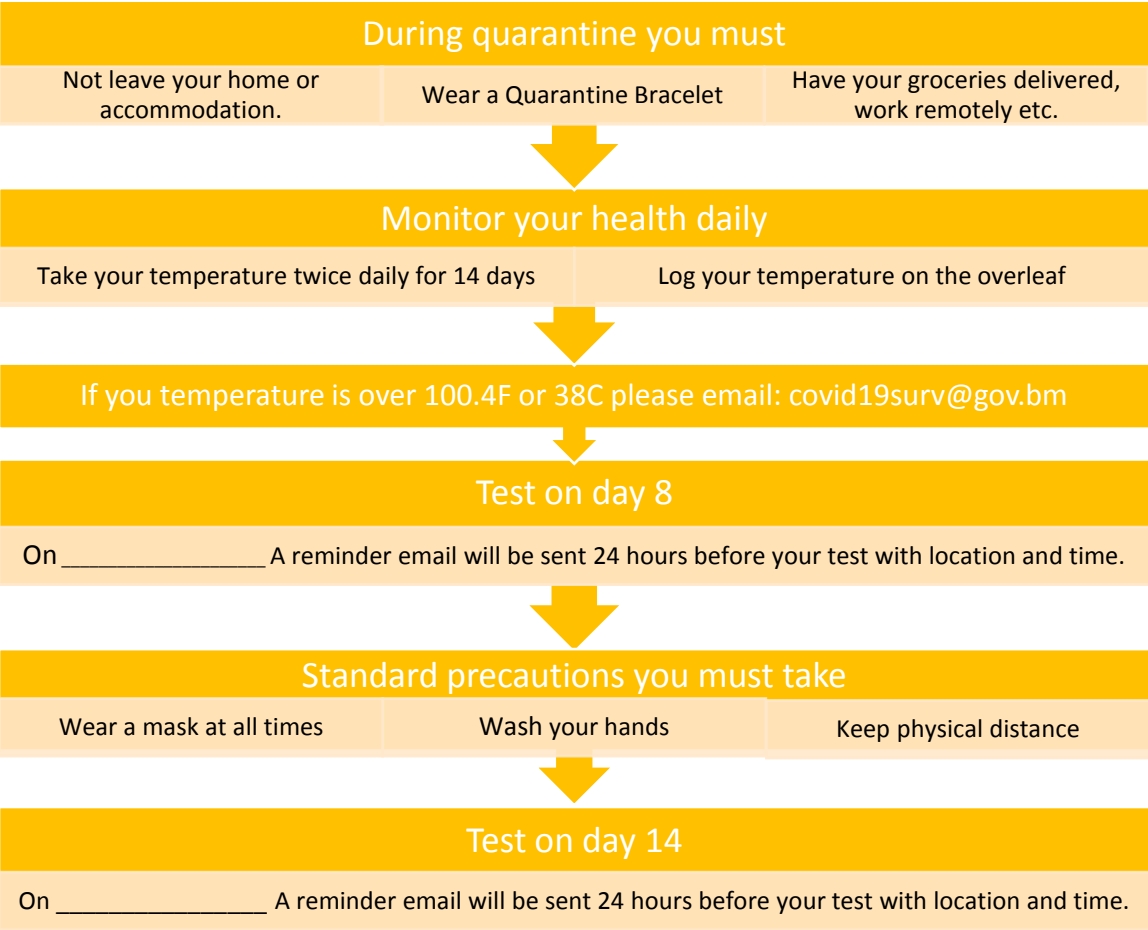 During quarantine you must
Not leave your home or
accommodation.
Wear a Quarantine Bracelet
Have your groceries delivered,
work remotely etc.
Monitor your health daily
Take your temperature twice daily for 14 days
Log your temperature on the overleaf
If you temperature is over 100.4F or 38C please email: covid19surv@gov.bm
Test on day 8
On _________________ A reminder email will be sent 24 hours before your test with location and time.
Standard precautions you must take
Wear a mask at all times
Wash your hands
Keep physical distance
Test on day 14
On ________________ A reminder email will be sent 24 hours before your test with location and time.